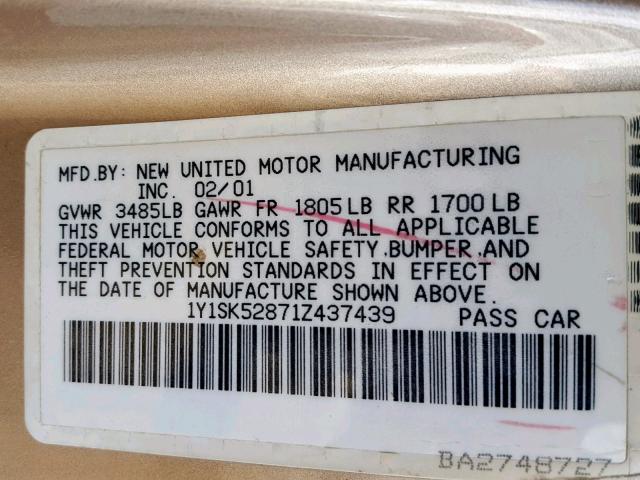 MFD.BY: NEW UNITED MOTOR MANUFACTURING
INC. 02/01
GVWR 3485LB GAWR FR 1805LB RR 1700LB
THIS VEHICLE CONFORMS TO ALL APPLICABLE
FEDERAL MOTOR VEHICLE SAFETY,BUMPER,AND
THEFT PREVENTION STANDARDS IN EFFECT ON
THE DATE OF MANUFACTURE SHOWN ABOVE.
1Y1SK52871Z437439 PASS CAR
BA2748727